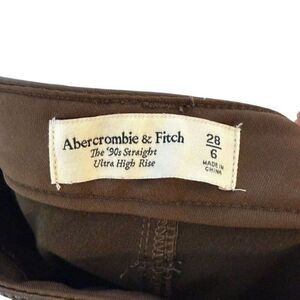 Abercrombie & Fitch
The '90s Straight
Ultra High Rise
28
6
MADE IN
CHINA